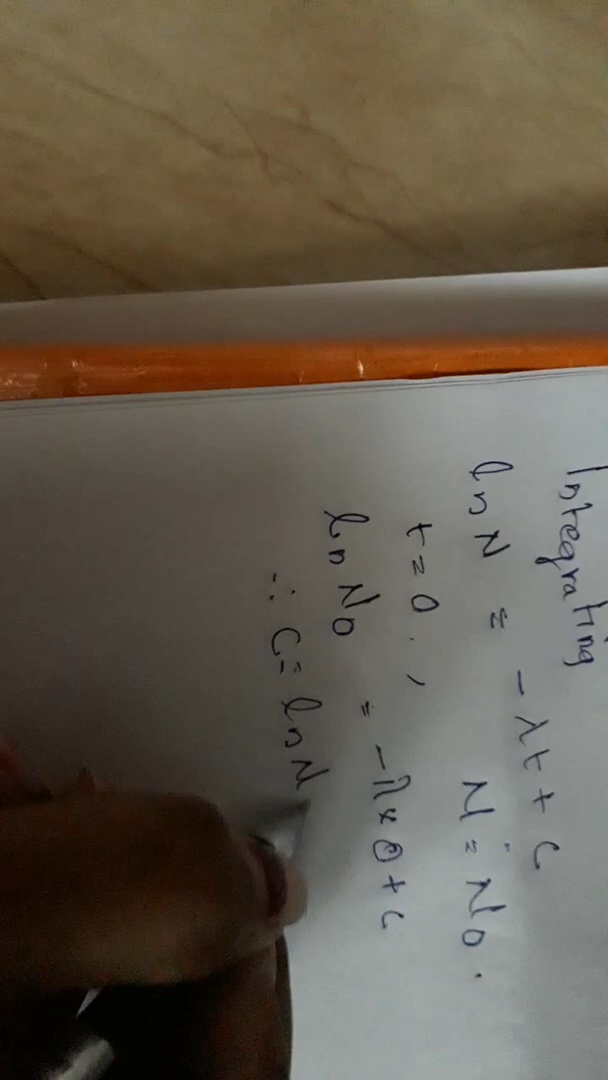 Integrating
ln N = - λt + C
t = 0 , N = N₀.
ln N₀ = - λ × 0 + C
∴ C = ln N